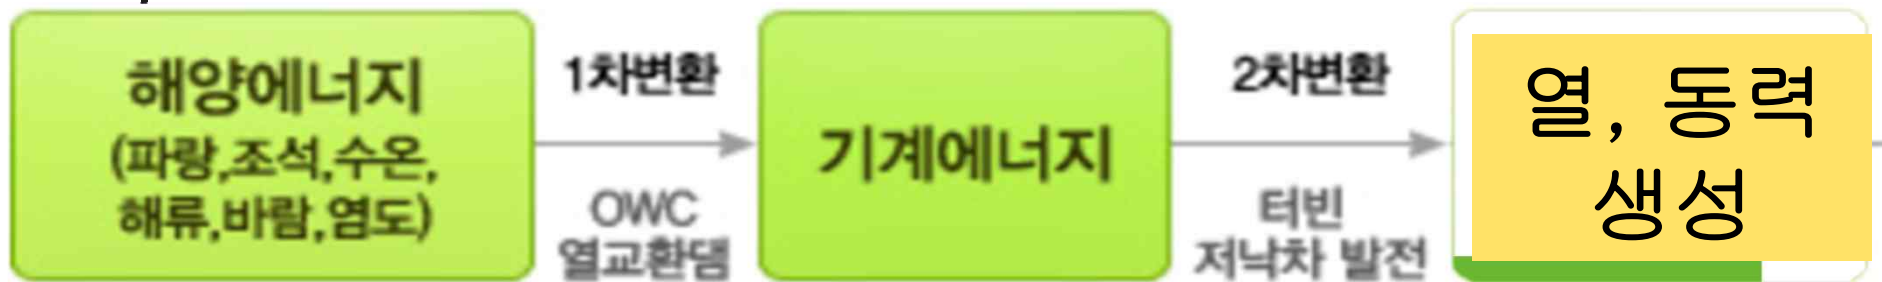 해양에너지
(파랑,조석,수온,
해류,바람,염도)
1차변환
OWC
열교환댐
기계에너지
2차변환
터빈
저낙차 발전
열, 동력
생성